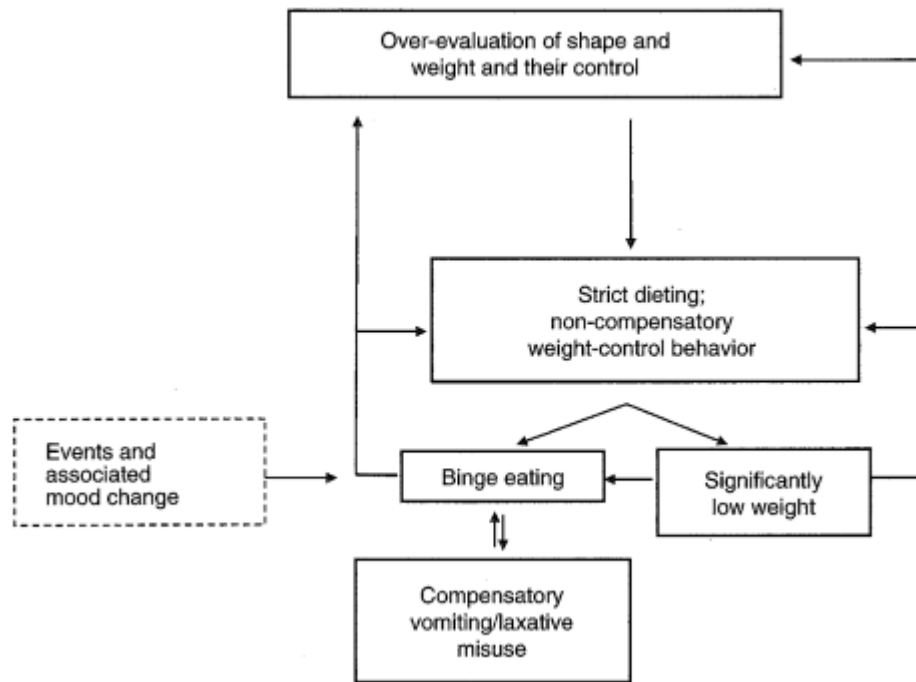 Over-evaluation of shape and
weight and their control
Strict dieting;
non-compensatory
weight-control behavior
Events and
associated
mood change
Binge eating
Significantly
low weight
Compensatory
vomiting/laxative
misuse